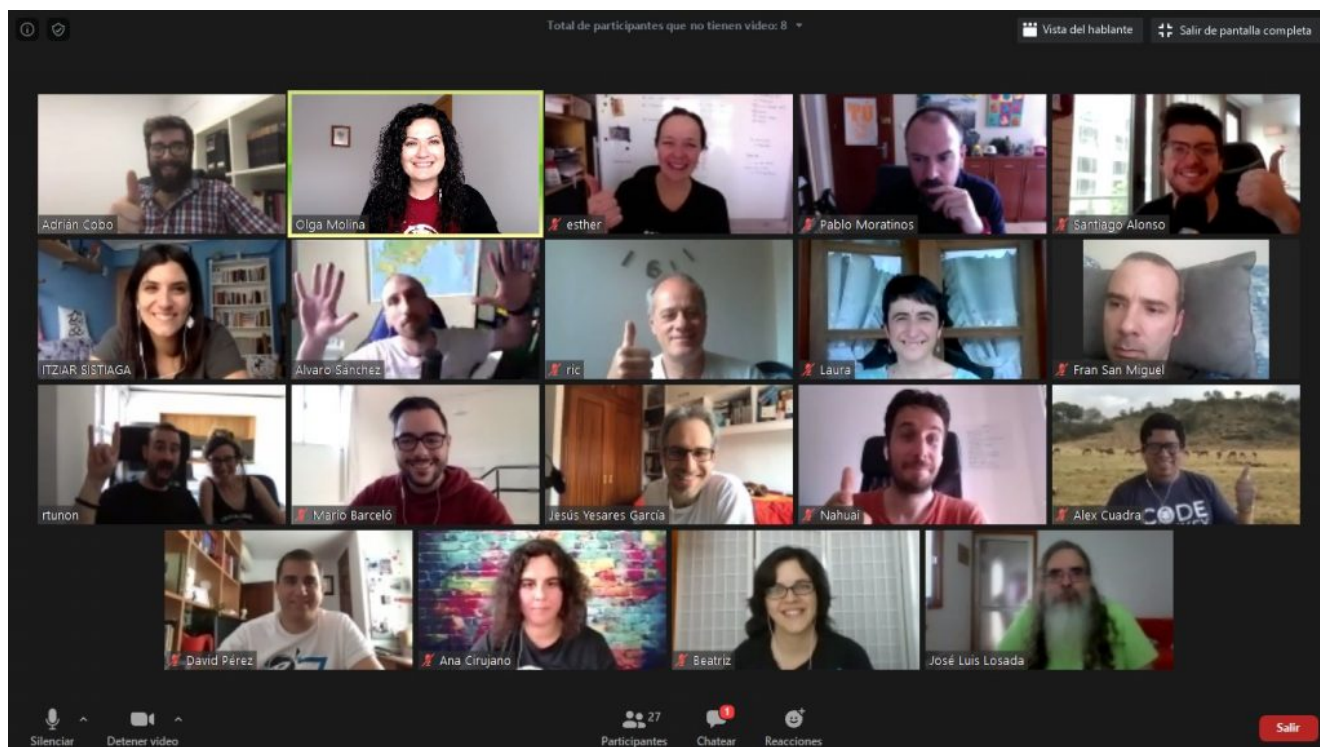 Total de participantes que no tienen video: 8
Vista del hablante
Salir de pantalla completa
TÚ
Adrián Cobo
Olga Molina
esther
Pablo Moratinos
Santiago Alonso
ITZIAR SISTIAGA
Alvaro Sánchez
ric
Laura
Fran San Miguel
rtunon
Mario Barceló
Jesús Yesares García
Nahuai
Alex Cuadra
CODE
David Pérez
Ana Cirujano
Beatriz
José Luis Losada
Silenciar
Detener video
27
Participantes
1
Chatear
Reacciones
Salir